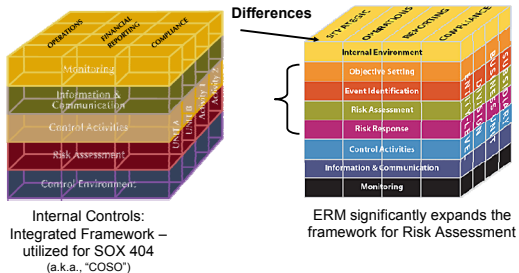 Differences
OPERATIONS
FINANCIAL
REPORTING
COMPLIANCE
Monitoring
Information &
Communication
Control Activities
Risk Assessment
Control Environment
UNIT A
UNIT B
Activity 1
Activity 2
Internal Controls:
Integrated Framework –
utilized for SOX 404
(a.k.a., “COSO”)
STRATEGIC
OPERATIONS
REPORTING
COMPLIANCE
Internal Environment
Objective Setting
Event Identification
Risk Assessment
Risk Response
Control Activities
Information & Communication
Monitoring
ENTITY-LEVEL
DIVISION
BUSINESS UNIT
SUBSIDIARY
ERM significantly expands the
framework for Risk Assessment